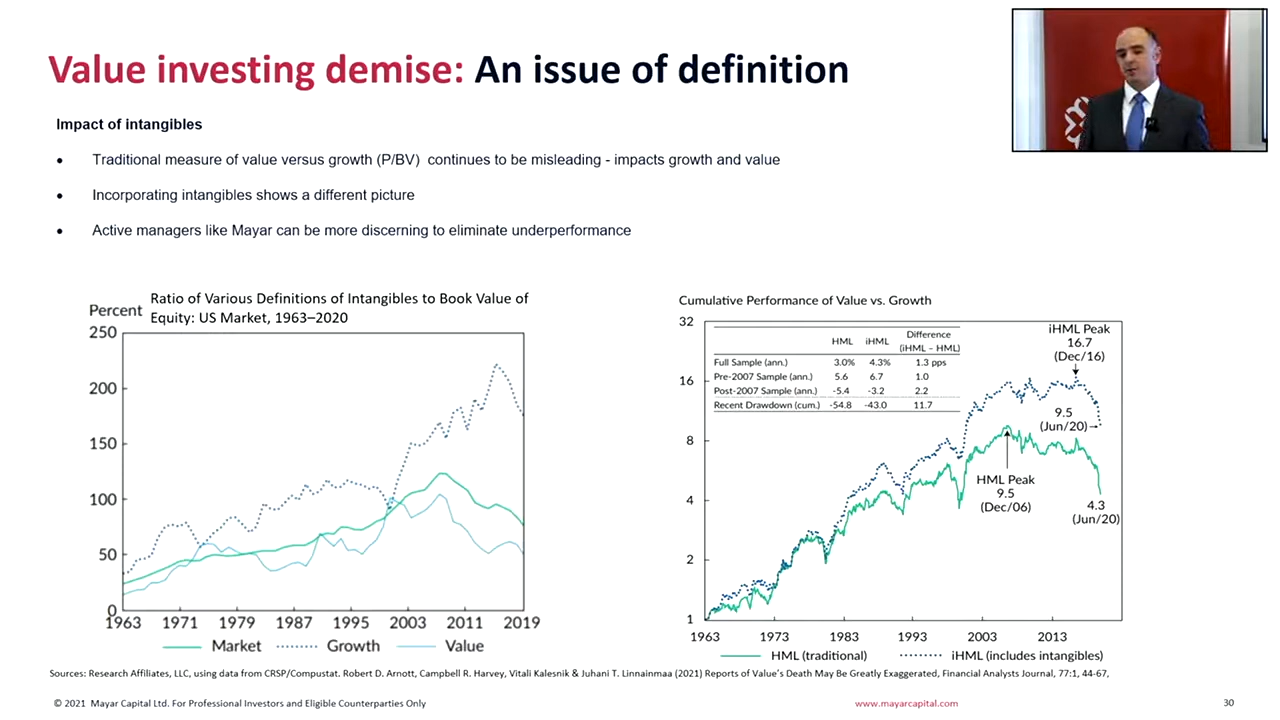 Value investing demise: An issue of definition
Impact of intangibles
• Traditional measure of value versus growth (P/BV) continues to be misleading - impacts growth and value
• Incorporating intangibles shows a different picture
• Active managers like Mayar can be more discerning to eliminate underperformance
Ratio of Various Definitions of Intangibles to Book Value of
Equity: US Market, 1963–2020
Percent
250
200
150
100
50
0
1963 1971 1979 1987 1995 2003 2011 2019
Market Growth Value
Cumulative Performance of Value vs. Growth
32
16
8
4
2
1
HML iHML Difference
(iHML – HML)
Full Sample (ann.) 3.0% 4.3% 1.3 pps
Pre-2007 Sample (ann.) 5.6 6.7 1.0
Post-2007 Sample (ann.) -5.4 -3.2 2.2
Recent Drawdown (cum.) -54.8 -43.0 11.7
iHML Peak
16.7
(Dec/16)
9.5
(Jun/20)
HML Peak
9.5
(Dec/06)
4.3
(Jun/20)
1963 1973 1983 1993 2003 2013
HML (traditional) iHML (includes intangibles)
Sources: Research Affiliates, LLC, using data from CRSP/Compustat. Robert D. Arnott, Campbell R. Harvey, Vitali Kalesnik & Juhani T. Linnainmaa (2021) Reports of Value's Death May Be Greatly Exaggerated, Financial Analysts Journal, 77:1, 44-67,
© 2021 Mayar Capital Ltd. For Professional Investors and Eligible Counterparties Only
www.mayarcapital.com
30